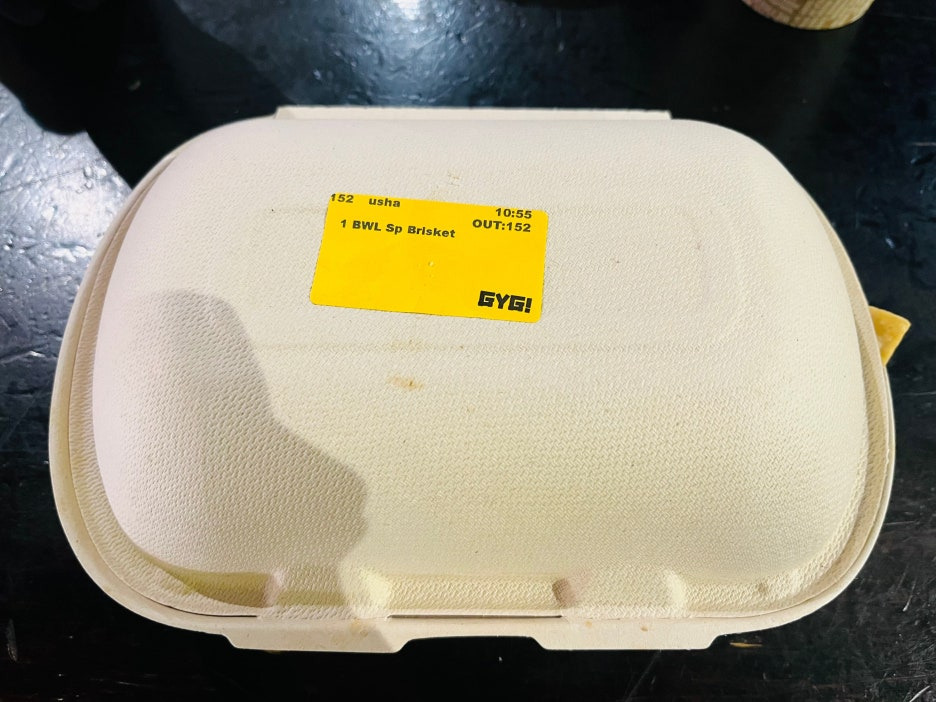 152 usha 10:55
1 BWL Sp Brisket OUT:152
GYG!